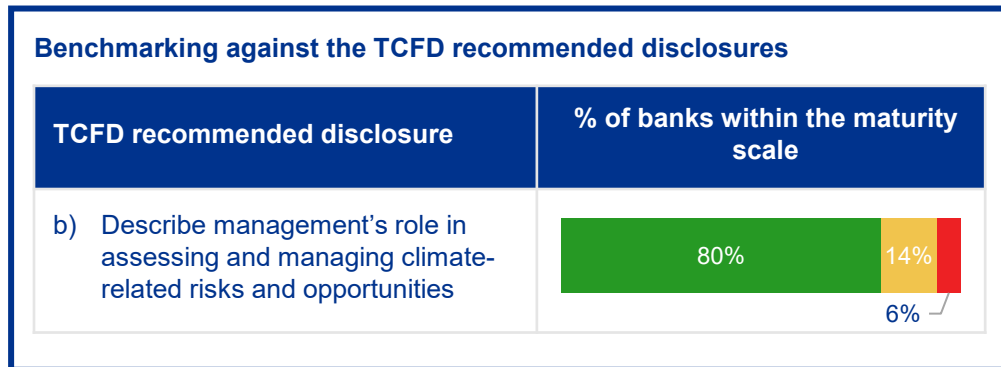 Benchmarking against the TCFD recommended disclosures
TCFD recommended disclosure
% of banks within the maturity
scale
b) Describe management’s role in
assessing and managing climate-
related risks and opportunities
80%
14%
6%